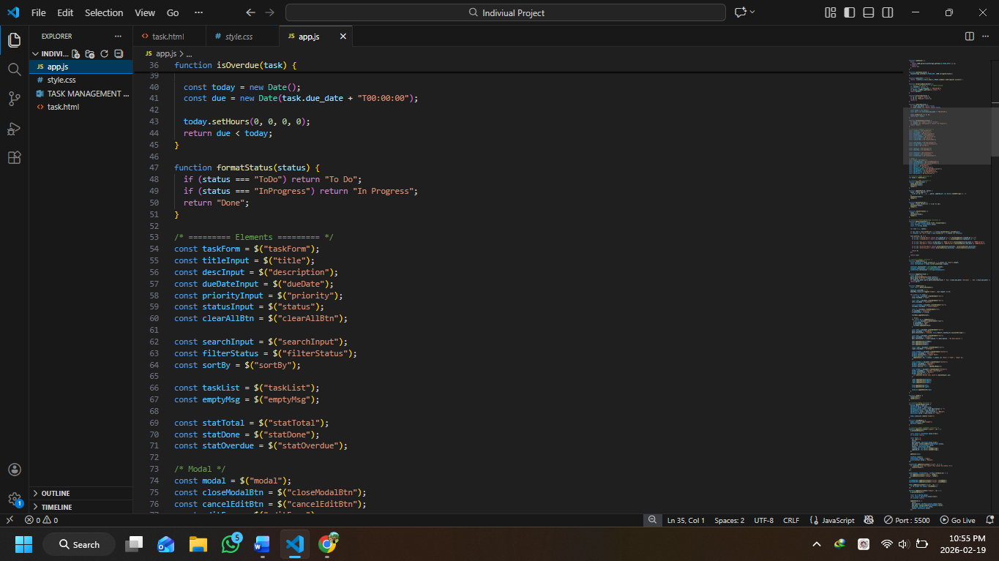 File Edit Selection View Go ···
Indiviual Project
EXPLORER ···
INDIVI...
JS app.js
# style.css
TASK MANAGEMENT ...
<> task.html
OUTLINE
TIMELINE
<> task.html
# style.css
JS app.js
JS app.js > ...
36 function isOverdue(task) {
39
40 const today = new Date();
41 const due = new Date(task.due_date + "T00:00:00");
42
43 today.setHours(0, 0, 0, 0);
44 return due < today;
45 }
46
47 function formatStatus(status) {
48 if (status === "ToDo") return "To Do";
49 if (status === "InProgress") return "In Progress";
50 return "Done";
51 }
52
53 /* ========= Elements ========= */
54 const taskForm = $("taskForm");
55 const titleInput = $("title");
56 const descInput = $("description");
57 const dueDateInput = $("dueDate");
58 const priorityInput = $("priority");
59 const statusInput = $("status");
60 const clearAllBtn = $("clearAllBtn");
61
62 const searchInput = $("searchInput");
63 const filterStatus = $("filterStatus");
64 const sortBy = $("sortBy");
65
66 const taskList = $("taskList");
67 const emptyMsg = $("emptyMsg");
68
69 const statTotal = $("statTotal");
70 const statDone = $("statDone");
71 const statOverdue = $("statOverdue");
72
73 /* Modal */
74 const modal = $("modal");
75 const closeModalBtn = $("closeModalBtn");
76 const cancelEditBtn = $("cancelEditBtn");
1
0 0
Ln 35, Col 1 Spaces: 2 UTF-8 CRLF {} JavaScript Port : 5500 Go Live
Search
5
10:55 PM
2026-02-19